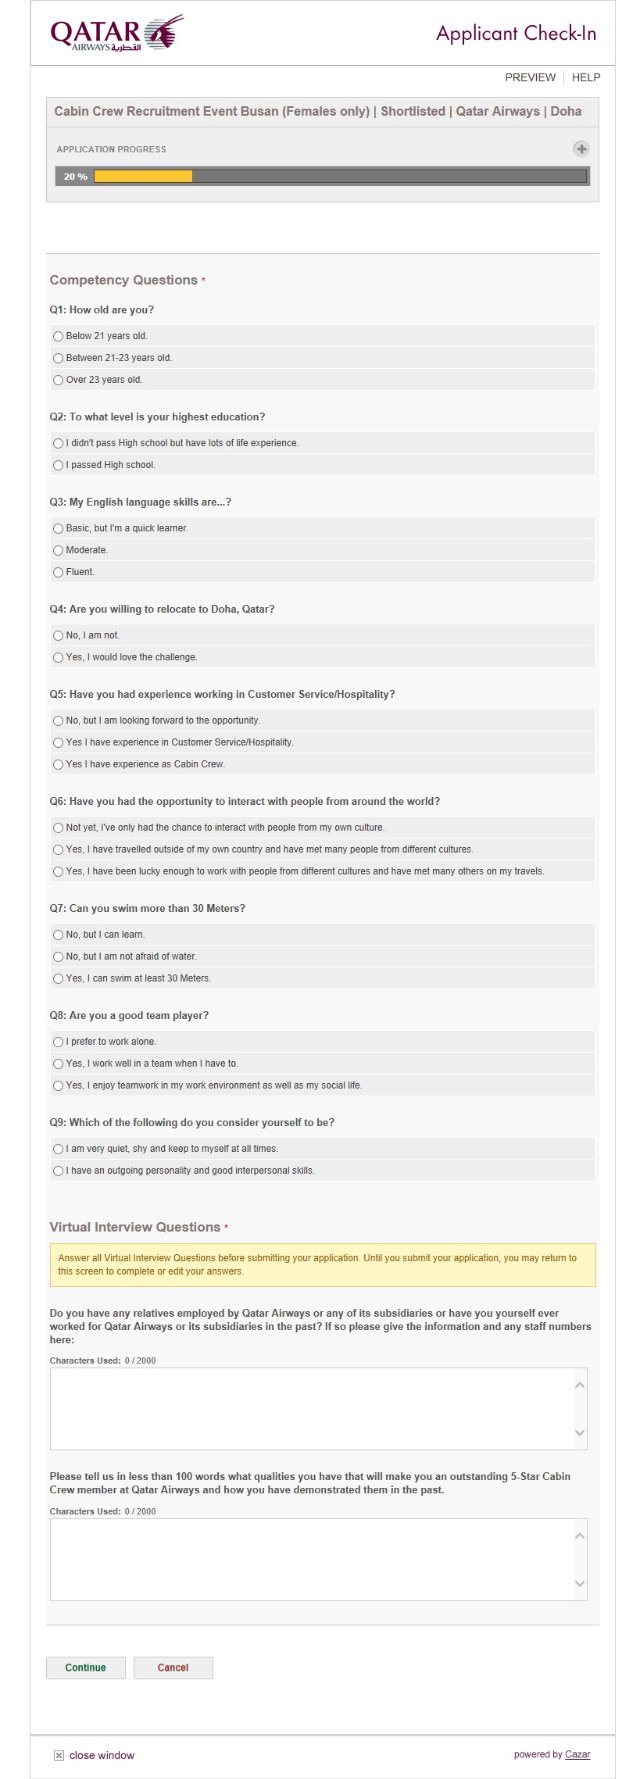 QATAR
AIRWAYS القطرية
Applicant Check-In
PREVIEW | HELP
Cabin Crew Recruitment Event Busan (Females only) | Shortlisted | Qatar Airways | Doha
APPLICATION PROGRESS
20 %
Competency Questions *
Q1: How old are you?
Below 21 years old.
Between 21-23 years old.
Over 23 years old.
Q2: To what level is your highest education?
I didn't pass High school but have lots of life experience.
I passed High school.
Q3: My English language skills are...?
Basic, but I'm a quick learner.
Moderate.
Fluent.
Q4: Are you willing to relocate to Doha, Qatar?
No, I am not.
Yes, I would love the challenge.
Q5: Have you had experience working in Customer Service/Hospitality?
No, but I am looking forward to the opportunity.
Yes I have experience in Customer Service/Hospitality.
Yes I have experience as Cabin Crew.
Q6: Have you had the opportunity to interact with people from around the world?
Not yet, I've only had the chance to interact with people from my own culture.
Yes, I have travelled outside of my own country and have met many people from different cultures.
Yes, I have been lucky enough to work with people from different cultures and have met many others on my travels.
Q7: Can you swim more than 30 Meters?
No, but I can learn.
No, but I am not afraid of water.
Yes, I can swim at least 30 Meters.
Q8: Are you a good team player?
I prefer to work alone.
Yes, I work well in a team when I have to.
Yes, I enjoy teamwork in my work environment as well as my social life.
Q9: Which of the following do you consider yourself to be?
I am very quiet, shy and keep to myself at all times.
I have an outgoing personality and good interpersonal skills.
Virtual Interview Questions *
Answer all Virtual Interview Questions before submitting your application. Until you submit your application, you may return to
this screen to complete or edit your answers.
Do you have any relatives employed by Qatar Airways or any of its subsidiaries or have you yourself ever
worked for Qatar Airways or its subsidiaries in the past? If so please give the information and any staff numbers
here:
Characters Used: 0 / 2000
Please tell us in less than 100 words what qualities you have that will make you an outstanding 5-Star Cabin
Crew member at Qatar Airways and how you have demonstrated them in the past.
Characters Used: 0 / 2000
Continue
Cancel
close window
powered by Cazar